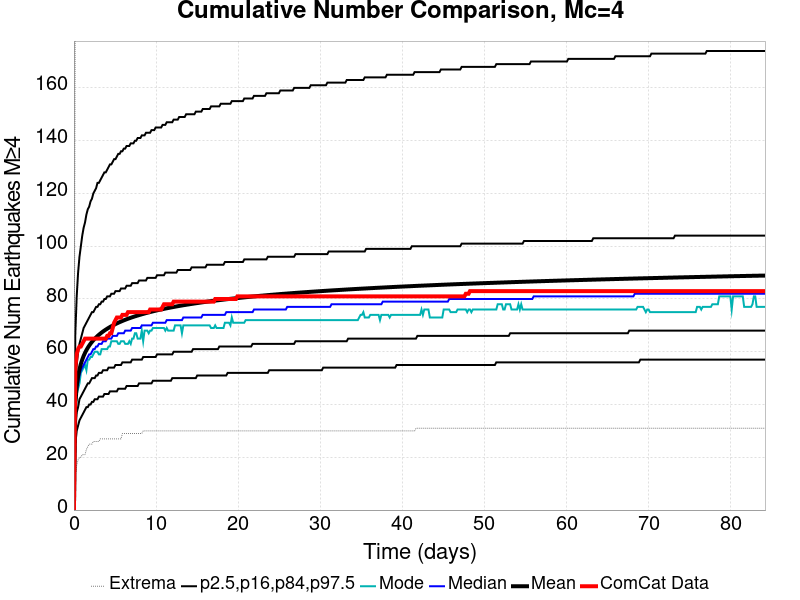 Cumulative Number Comparison, Mc=4
Cumulative Num Earthquakes M≥4
160
140
120
100
80
60
40
20
0
0 10 20 30 40 50 60 70 80
Time (days)
Extrema p2.5,p16,p84,p97.5 Mode Median Mean ComCat Data